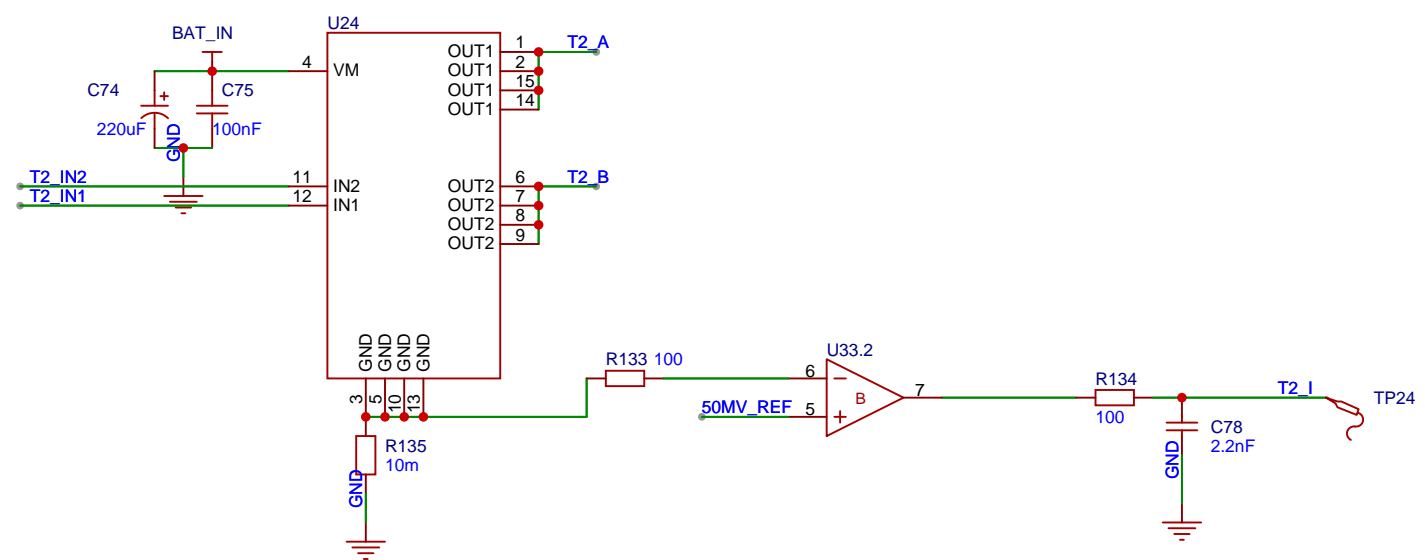 U24
BAT_IN
4
VM
C74
+
C75
220uF
GND
100nF
OUT1
1
T2_A
OUT1
2
OUT1
15
OUT1
14
T2_IN2
11
IN2
T2_IN1
12
IN1
OUT2
6
T2_B
OUT2
7
OUT2
8
OUT2
9
GND
GND
GND
GND
3
5
10
13
R135
10m
GND
R133 100
50MV_REF
U33.2
6
5
−
+
B
7
R134
100
T2_I
TP24
C78
2.2nF
GND